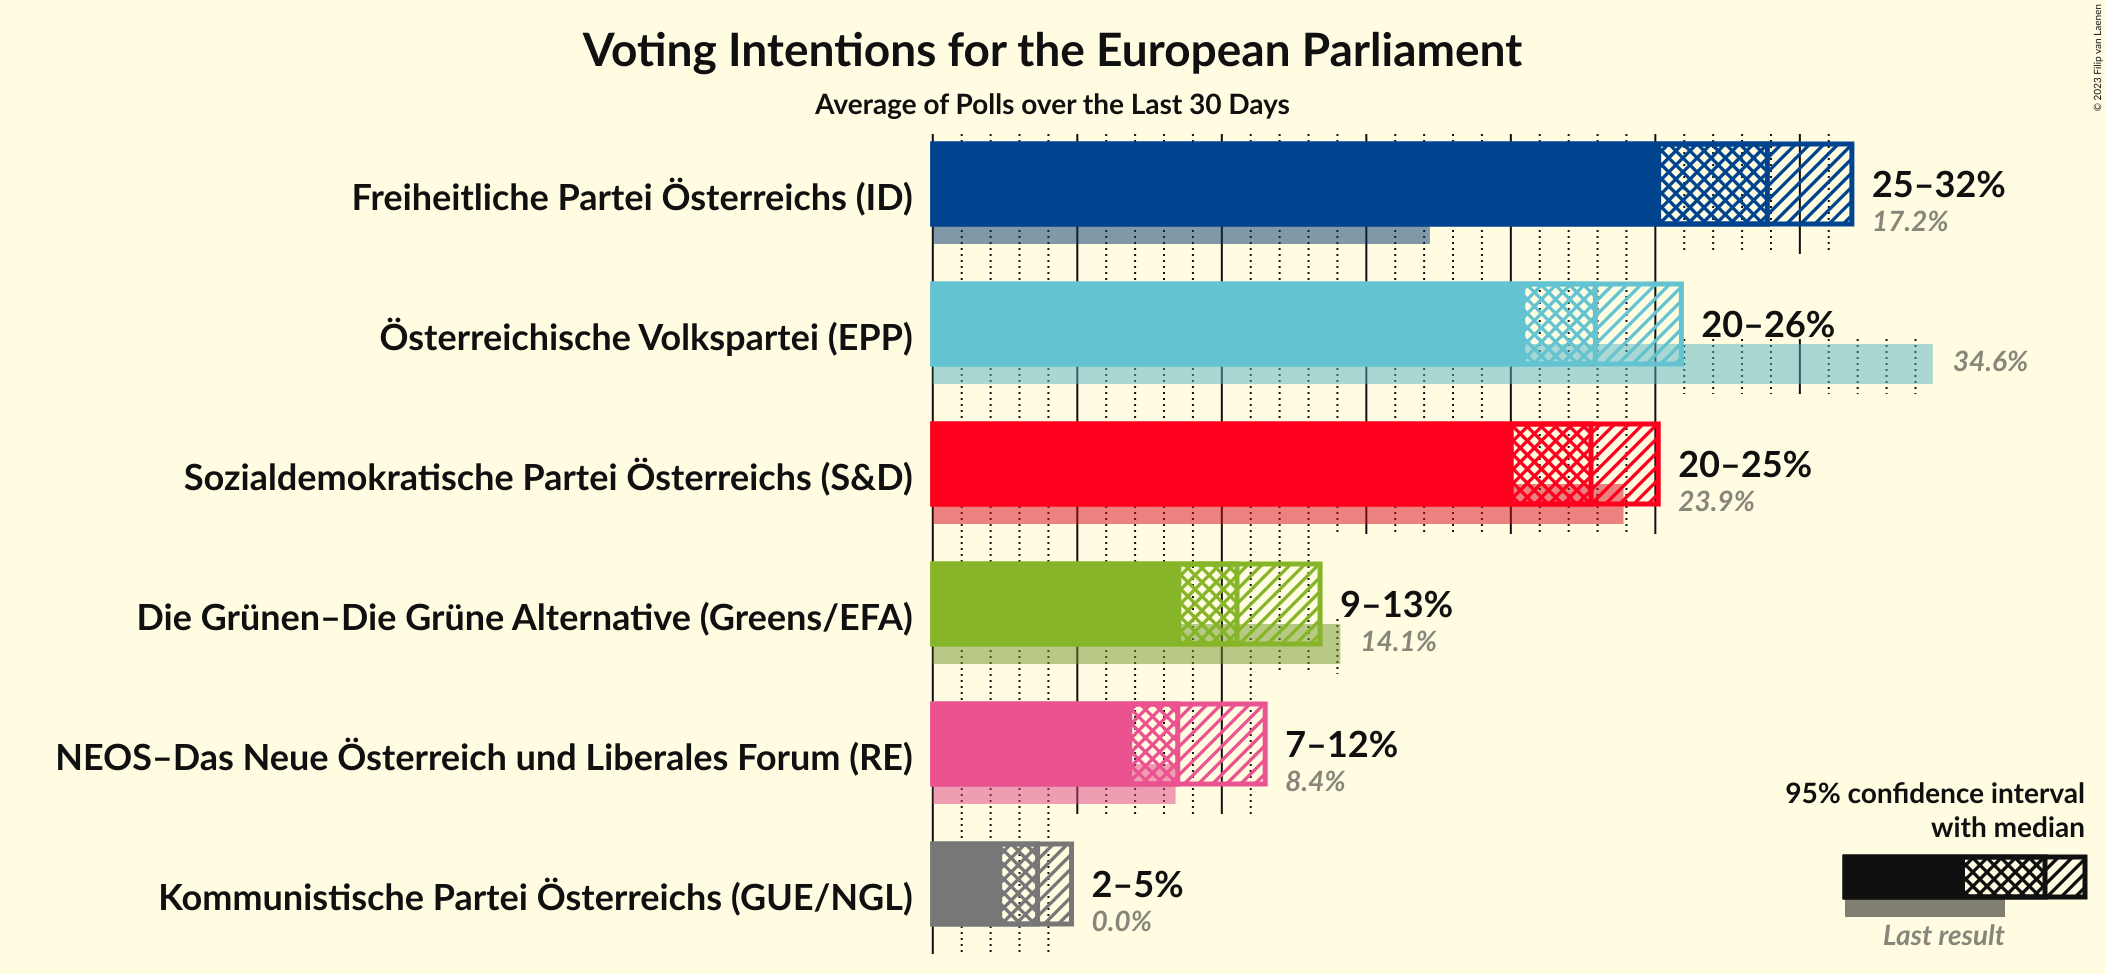 Voting Intentions for the European Parliament
Average of Polls over the Last 30 Days
© 2023 Filip van Laenen
Freiheitliche Partei Österreichs (ID)
25–32%
17.2%
Österreichische Volkspartei (EPP)
20–26%
34.6%
Sozialdemokratische Partei Österreichs (S&D)
20–25%
23.9%
Die Grünen–Die Grüne Alternative (Greens/EFA)
9–13%
14.1%
NEOS–Das Neue Österreich und Liberales Forum (RE)
7–12%
8.4%
Kommunistische Partei Österreichs (GUE/NGL)
2–5%
0.0%
95% confidence interval
with median
Last result